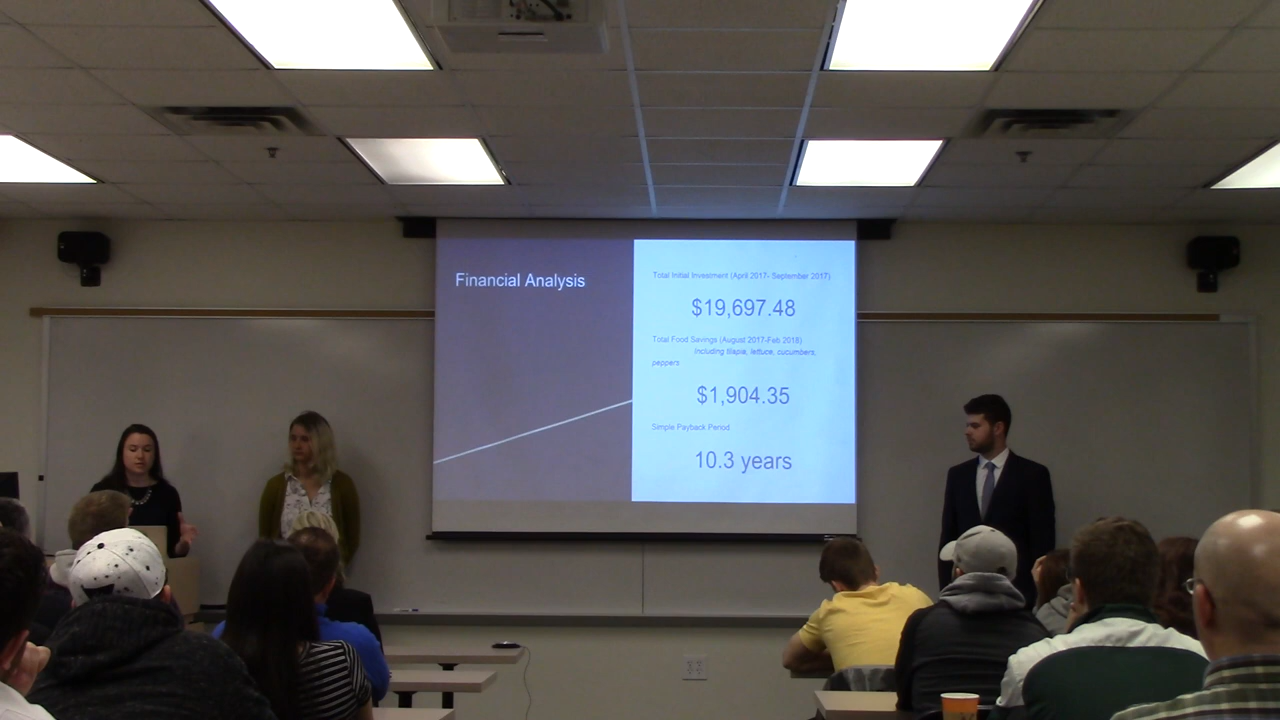 Financial Analysis
Total Initial Investment (April 2017- September 2017)
$19,697.48
Total Food Savings (August 2017-Feb 2018)
Including tilapia, lettuce, cucumbers,
peppers
$1,904.35
Simple Payback Period
10.3 years